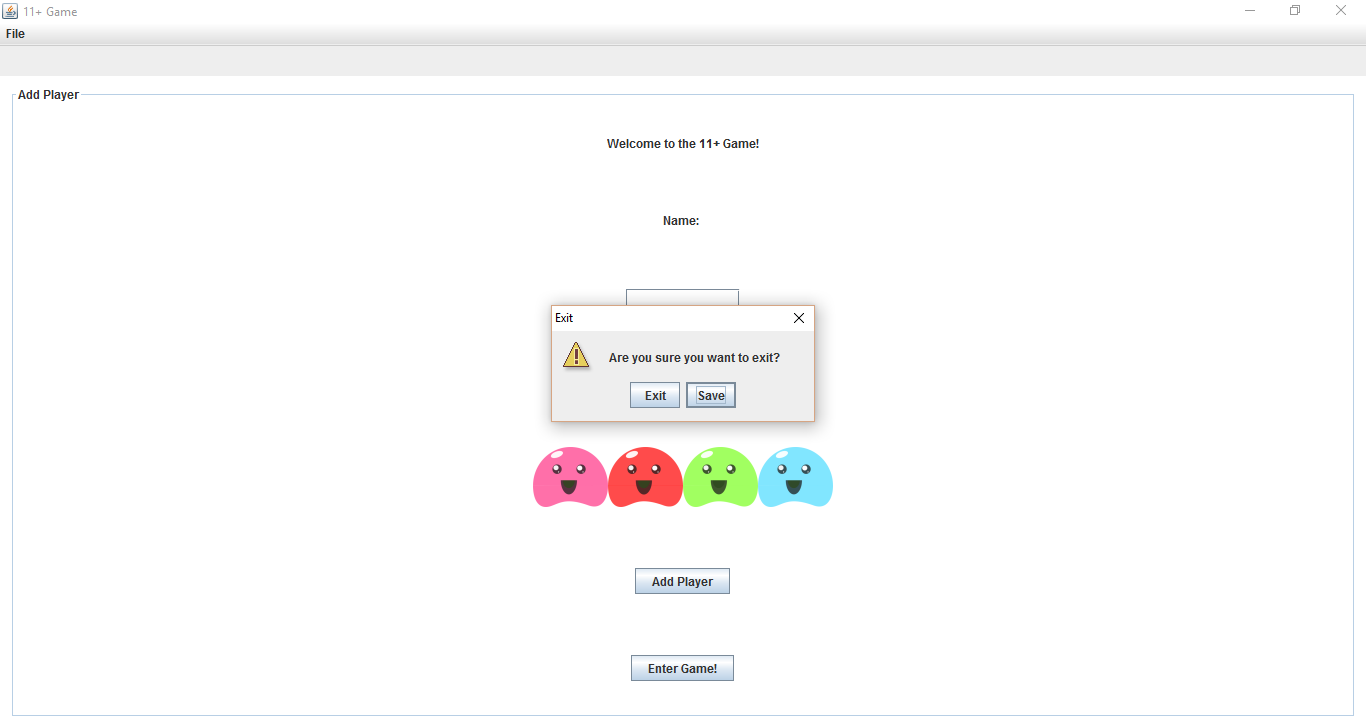 11+ Game
File
Add Player
Welcome to the 11+ Game!
Name:
Exit
Are you sure you want to exit?
Exit Save
Add Player
Enter Game!